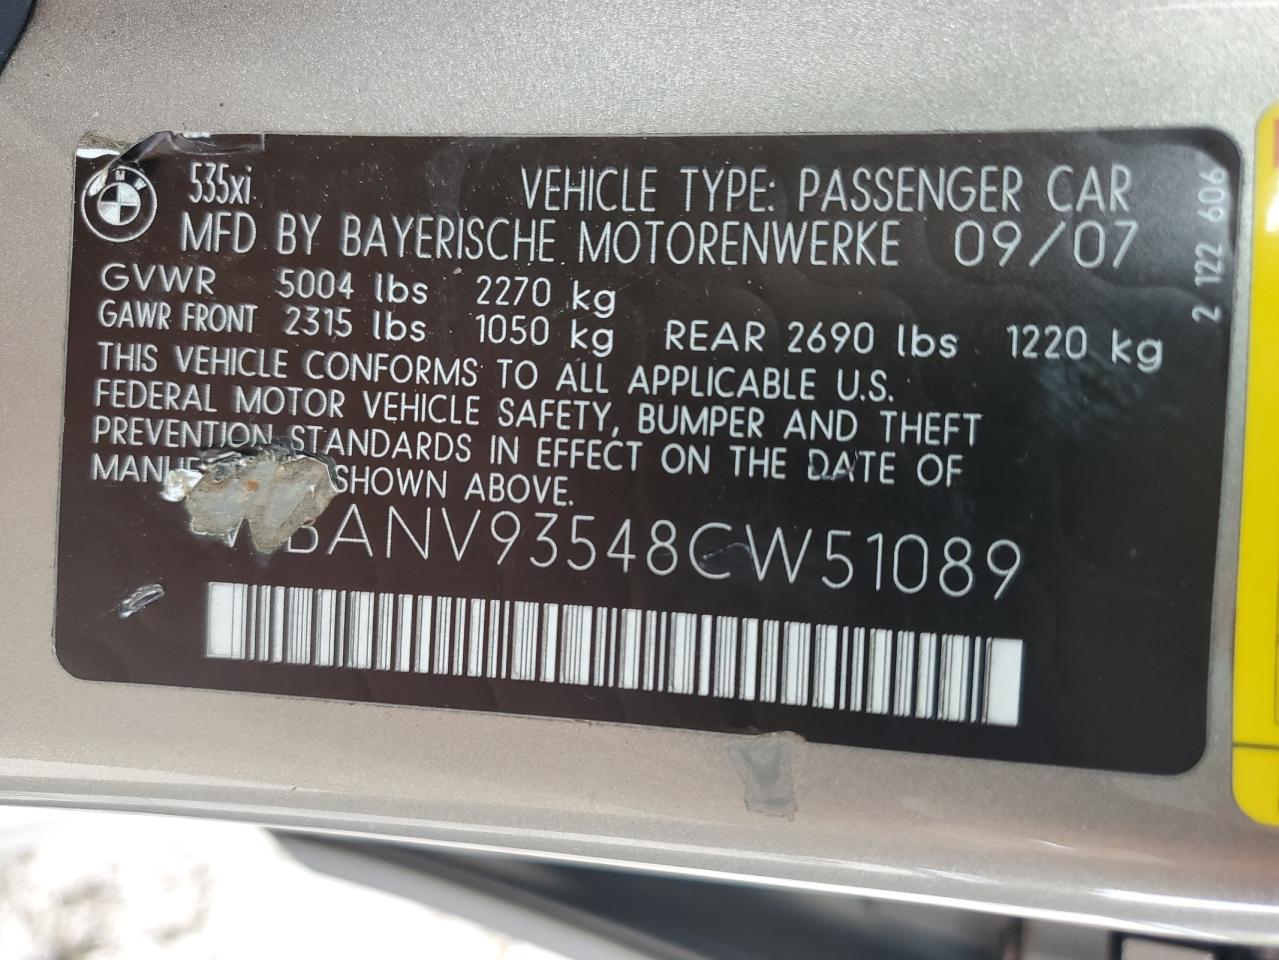 535xi
VEHICLE TYPE: PASSENGER CAR
MFD BY BAYERISCHE MOTORENWERKE 09/07
GVWR 5004 lbs 2270 kg
GAWR FRONT 2315 lbs 1050 kg REAR 2690 lbs 1220 kg
THIS VEHICLE CONFORMS TO ALL APPLICABLE U.S.
FEDERAL MOTOR VEHICLE SAFETY, BUMPER AND THEFT
PREVENTION STANDARDS IN EFFECT ON THE DATE OF
SHOWN ABOVE.
WBANV93548CW51089
2 122 606